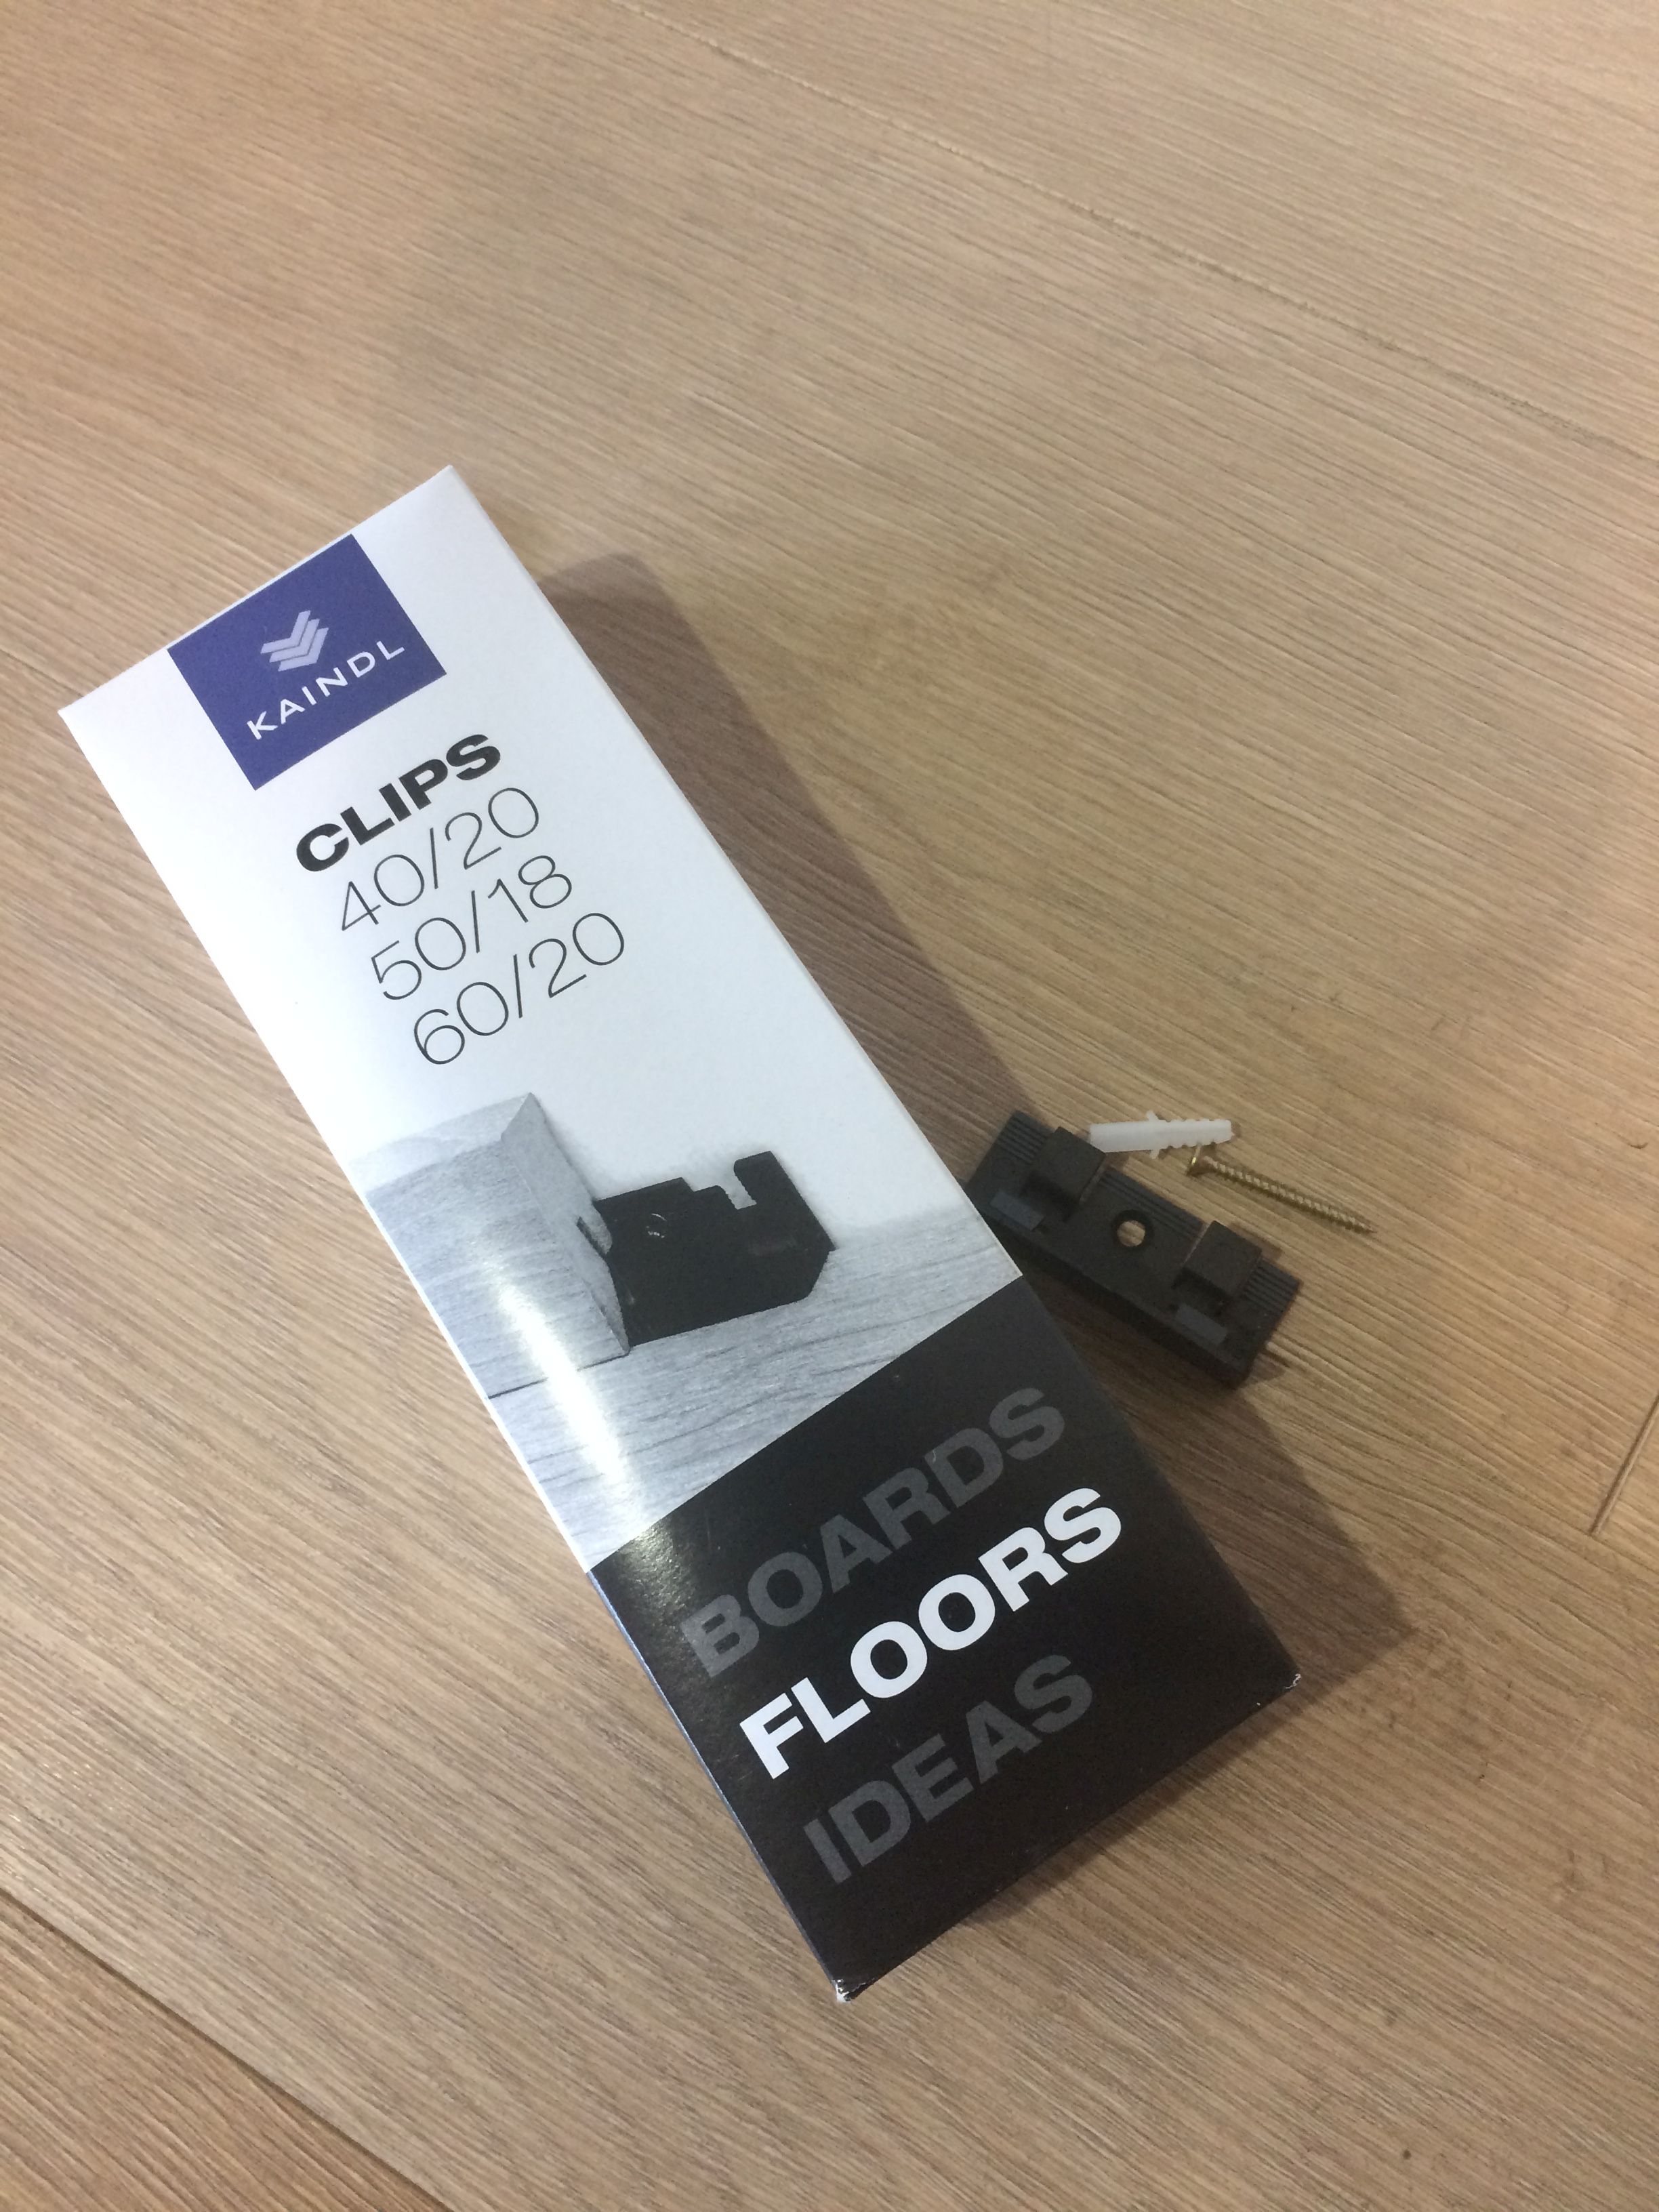 KAINDL
CLIPS
40/20
50/18
60/20
BOARDS
FLOORS
IDEAS